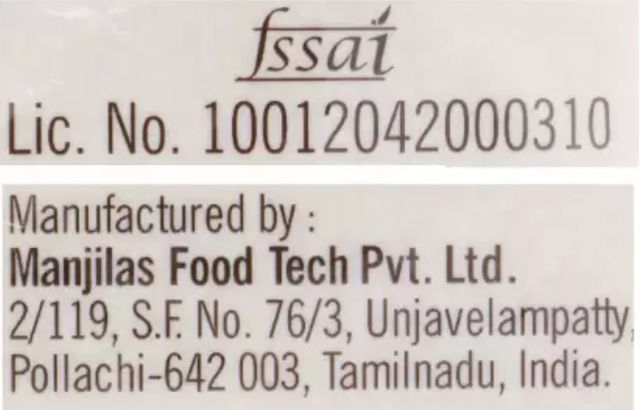 fssai
Lic. No. 10012042000310
Manufactured by :
Manjilas Food Tech Pvt. Ltd.
2/119, S.F. No. 76/3, Unjavelampatty,
Pollachi-642 003, Tamilnadu, India.